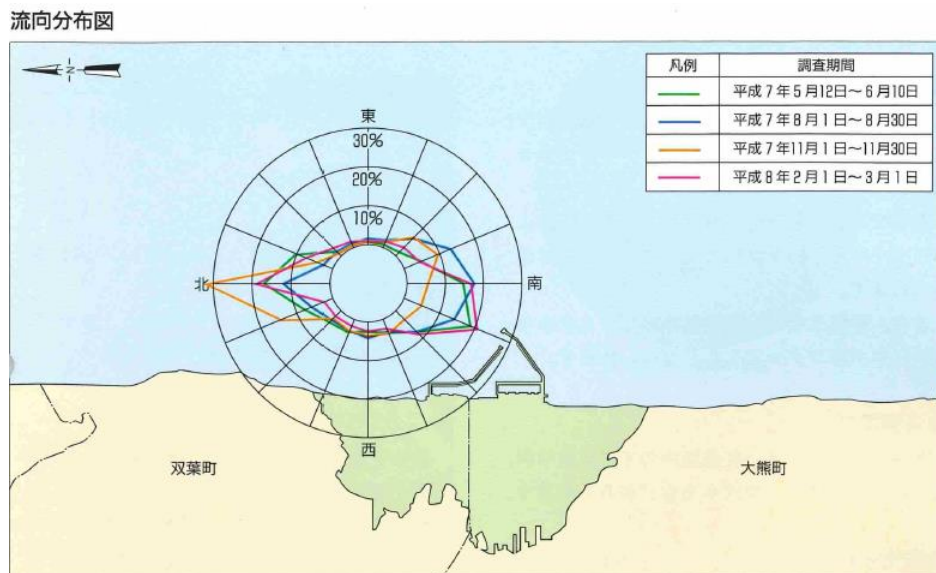 流向分布図
N
凡例 調査期間
平成7年5月12日~6月10日
平成7年8月1日~8月30日
平成7年11月1日~11月30日
平成8年2月1日~3月1日
東
30%
20%
10%
北
南
西
双葉町
大熊町